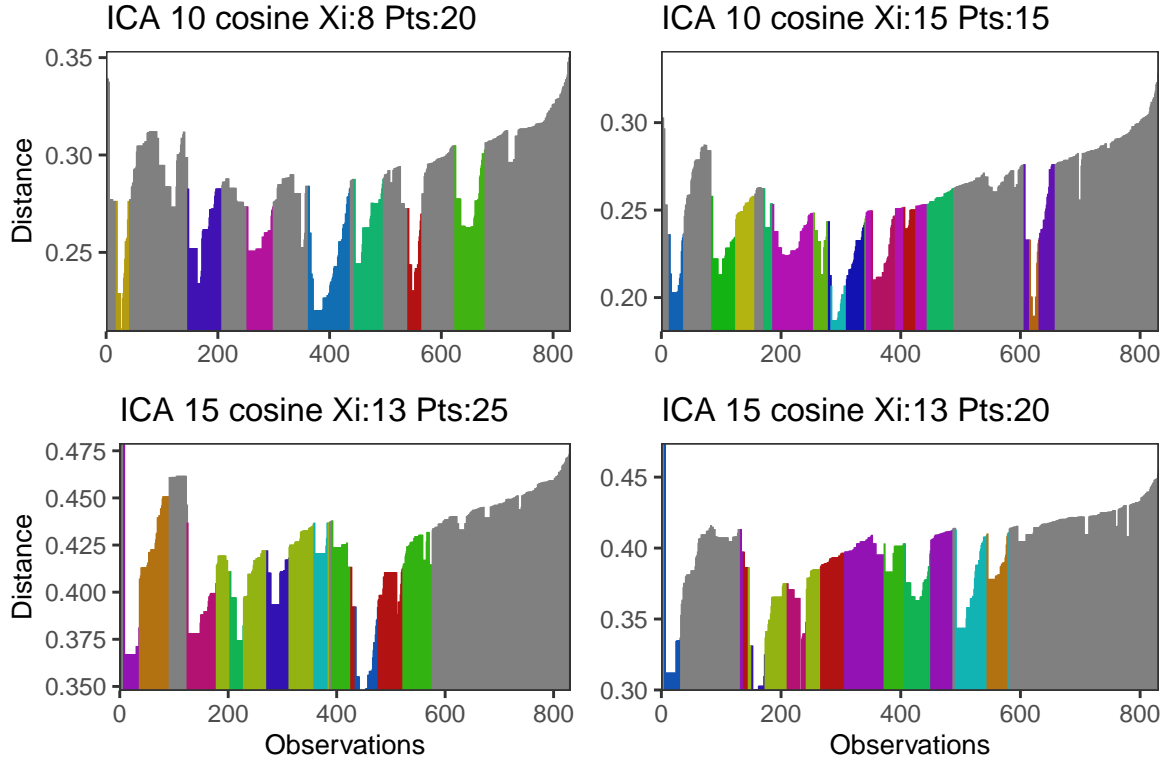 ICA 10 cosine Xi:8 Pts:20
0.35
0.30
0.25
Distance
0 200 400 600 800
ICA 10 cosine Xi:15 Pts:15
0.30
0.25
0.20
0 200 400 600 800
ICA 15 cosine Xi:13 Pts:25
0.475
0.450
0.425
0.400
0.375
0.350
Distance
0 200 400 600 800
Observations
ICA 15 cosine Xi:13 Pts:20
0.45
0.40
0.35
0.30
0 200 400 600 800
Observations